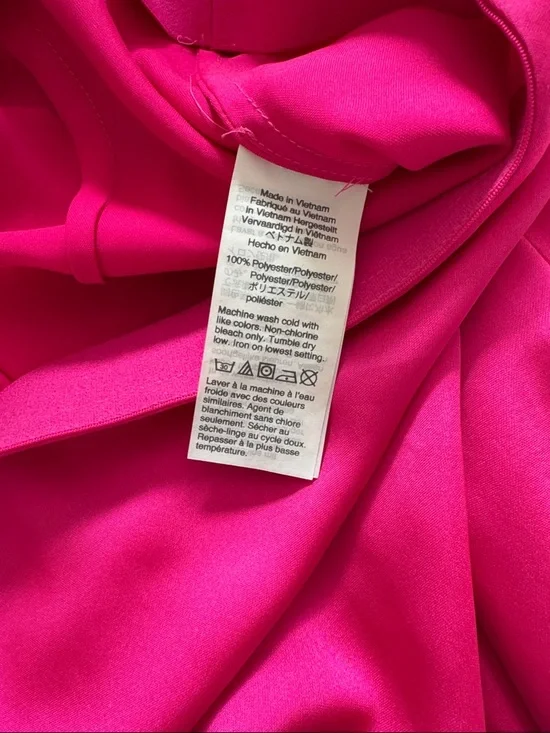 Made in Vietnam
Fabriqué au Vietnam
in Vietnam Hergestellt
Vervaardigd in Viëtnam
ベトナム製
Hecho en Vietnam
100% Polyester/Polyester/
Polyester/Polyester/
ポリエステル/
poliéster
Machine wash cold with
like colors. Non-chlorine
bleach only. Tumble dry
low. Iron on lowest setting.
Laver à la machine à l'eau
froide avec des couleurs
similaires. Agent de
blanchiment sans chlore
seulement. Sécher au
sèche-linge au cycle doux.
Repasser à la plus basse
température.